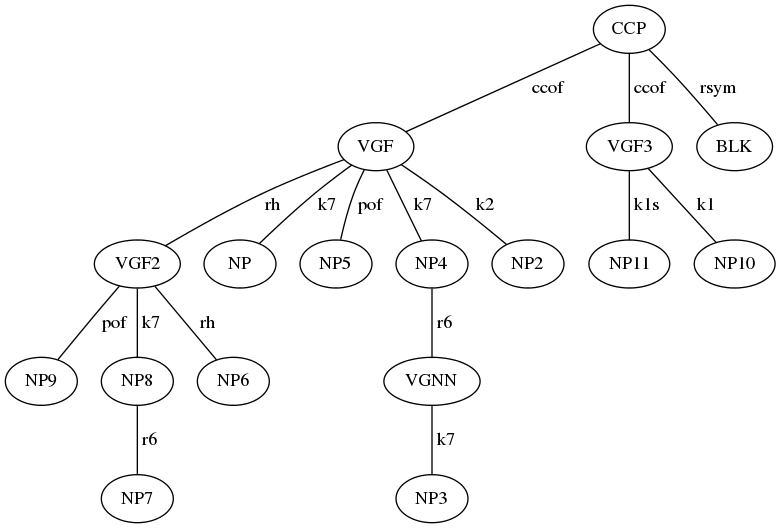 CCP
ccof ccof rsym
VGF VGF3 BLK
rh k7 pof k7 k2 k1s k1
VGF2 NP NP5 NP4 NP2 NP11 NP10
pof k7 rh r6
NP9 NP8 NP6 VGNN
r6 k7
NP7 NP3